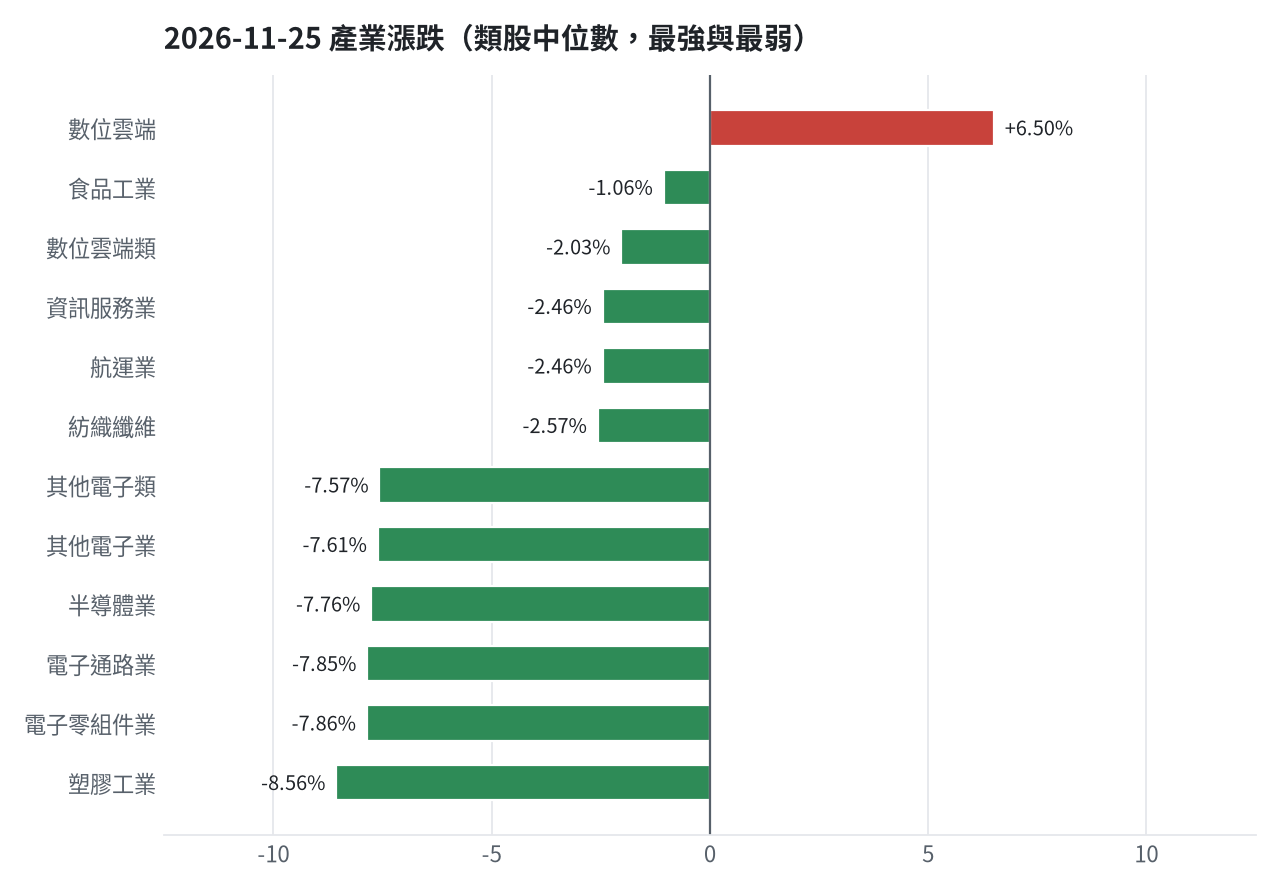 2026-11-25 產業漲跌（類股中位數，最強與最弱）
數位雲端 +6.50%
食品工業 -1.06%
數位雲端類 -2.03%
資訊服務業 -2.46%
航運業 -2.46%
紡織纖維 -2.57%
其他電子類 -7.57%
其他電子業 -7.61%
半導體業 -7.76%
電子通路業 -7.85%
電子零組件業 -7.86%
塑膠工業 -8.56%
-10 -5 0 5 10